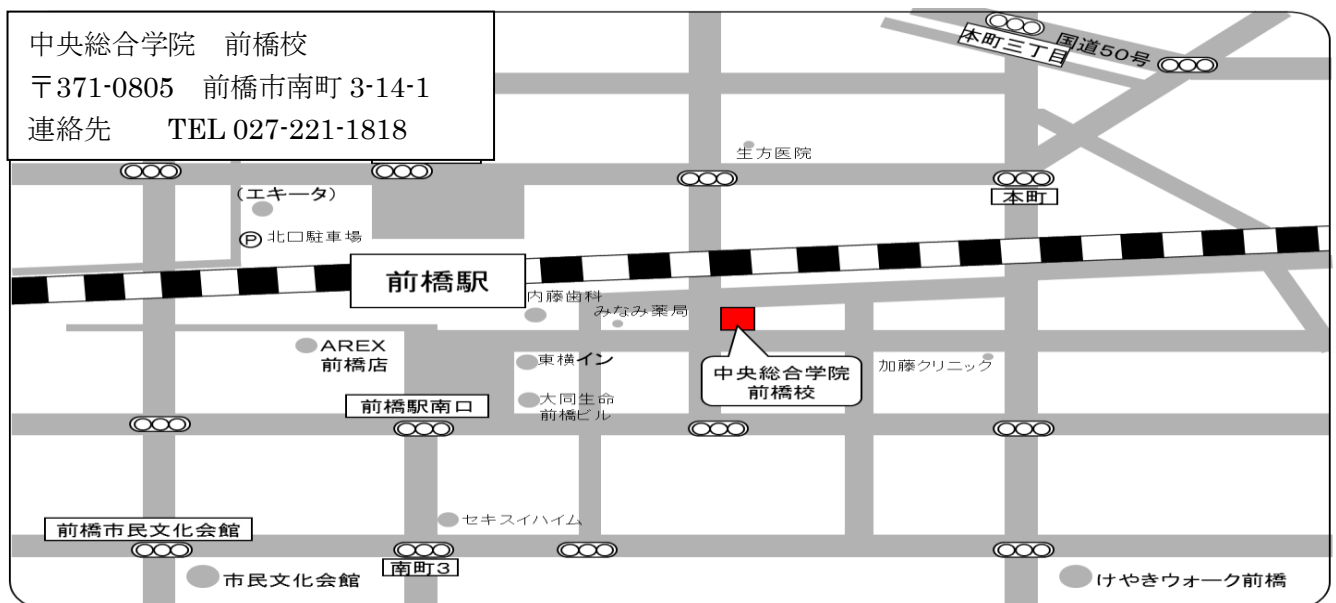 中央総合学院　前橋校
〒371-0805　前橋市南町 3-14-1
連絡先　　TEL 027-221-1818
本町三丁目
国道50号
生方医院
本町
(エキータ)
P 北口駐車場
前橋駅
内藤歯科
みなみ薬局
AREX
前橋店
東横イン
中央総合学院
前橋校
加藤クリニック
前橋駅南口
大同生命
前橋ビル
セキスイハイム
前橋市民文化会館
南町3
市民文化会館
けやきウォーク前橋